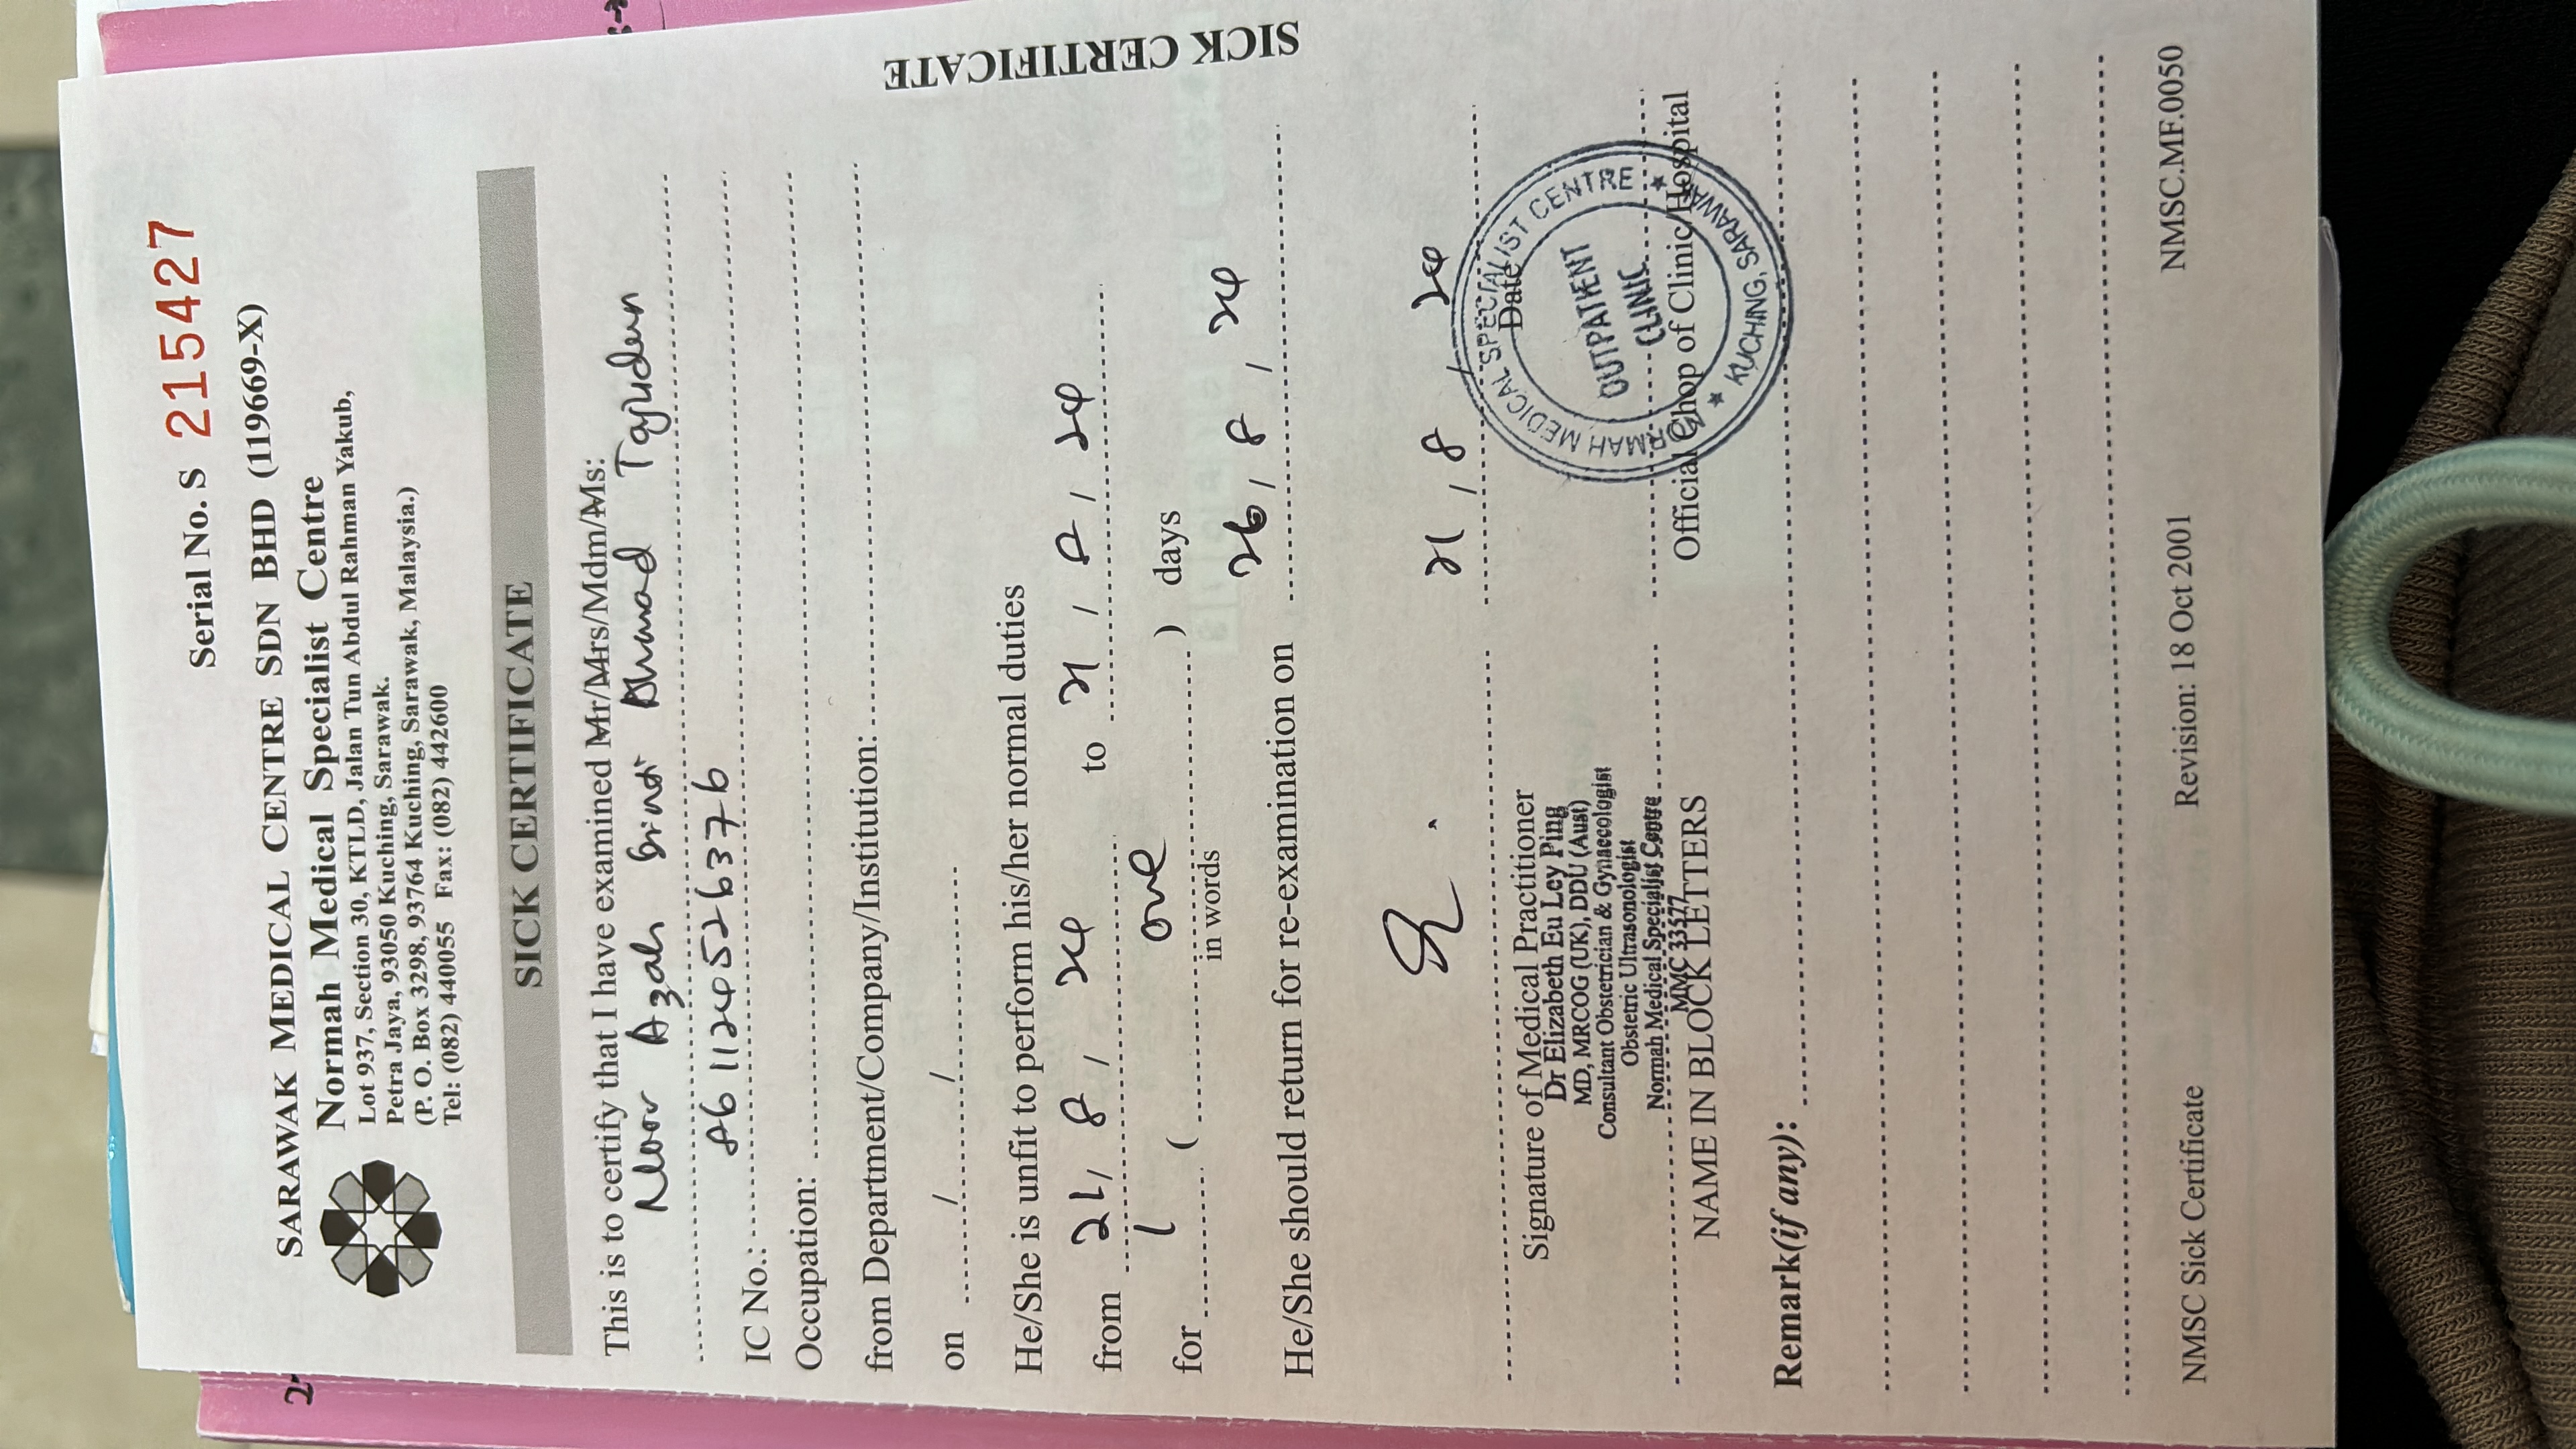 Serial No. S 215427
SARAWAK MEDICAL CENTRE SDN BHD (119669-X)
Normah Medical Specialist Centre
Lot 937, Section 30, KTLD, Jalan Tun Abdul Rahman Yakub,
Petra Jaya, 93050 Kuching, Sarawak.
(P. O. Box 3298, 93764 Kuching, Sarawak, Malaysia.)
Tel: (082) 440055 Fax: (082) 442600
SICK CERTIFICATE
This is to certify that I have examined Mr/Mrs/Mdm/Ms:
Noor Azah binti Ahmad Tajudin
IC No.: 861124526376
Occupation:
from Department/Company/Institution:
on / /
He/She is unfit to perform his/her normal duties
from 21/ 8 / 24 to 21 / 8 / 24
for 1 ( one ) days
in words
He/She should return for re-examination on 26 / 8 / 24
21 / 8 / 24
Signature of Medical Practitioner
Date
Dr Elizabeth Eu Ley Ping
MD, MRCOG (UK), DDU (Aust)
Consultant Obstetrician & Gynaecologist
Obstetric Ultrasonologist
Normah Medical Specialist Centre
MMC 33577
NAME IN BLOCK LETTERS
NORMAH MEDICAL SPECIALIST CENTRE
OUTPATIENT
CLINIC
KUCHING, SARAWAK
Official Chop of Clinic/Hospital
Remark(if any):
NMSC Sick Certificate Revision: 18 Oct 2001 NMSC.MF.0050
SICK CERTIFICATE